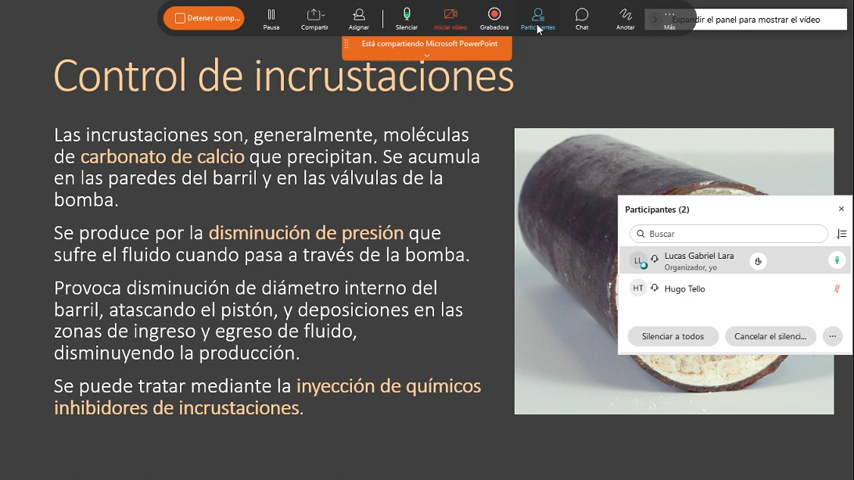 Detener comp...
Pausa
Compartir
Asignar
Silenciar
Iniciar vídeo
Grabadora
Participantes
Chat
Anotar
Más
Expandir el panel para mostrar el vídeo
Está compartiendo Microsoft PowerPoint
Control de incrustaciones
Las incrustaciones son, generalmente, moléculas
de carbonato de calcio que precipitan. Se acumula
en las paredes del barril y en las válvulas de la
bomba.
Se produce por la disminución de presión que
sufre el fluido cuando pasa a través de la bomba.
Provoca disminución de diámetro interno del
barril, atascando el pistón, y deposiciones en las
zonas de ingreso y egreso de fluido,
disminuyendo la producción.
Se puede tratar mediante la inyección de químicos
inhibidores de incrustaciones.
Participantes (2)
Buscar
LL
Lucas Gabriel Lara
Organizador, yo
HT
Hugo Tello
Silenciar a todos
Cancelar el silenci...